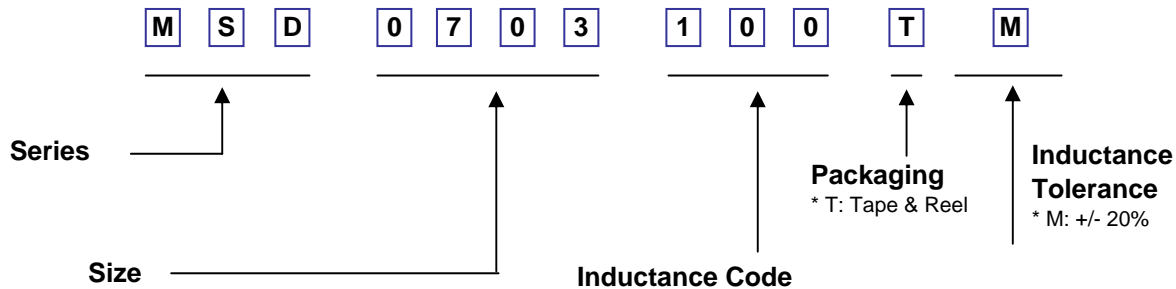 M S D 0 7 0 3 1 0 0 T M
Series
Packaging
* T: Tape & Reel
Inductance
Tolerance
* M: +/- 20%
Size
Inductance Code